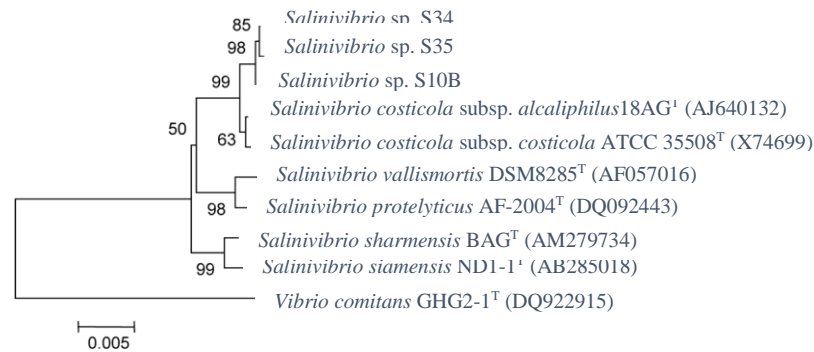 85
Salinivibrio sp. S34
98
Salinivibrio sp. S35
99
Salinivibrio sp. S10B
Salinivibrio costicola subsp. alcaliphilus18AGᵀ (AJ640132)
50
63
Salinivibrio costicola subsp. costicola ATCC 35508ᵀ (X74699)
Salinivibrio vallismortis DSM8285ᵀ (AF057016)
98
Salinivibrio protelyticus AF-2004ᵀ (DQ092443)
Salinivibrio sharmensis BAGᵀ (AM279734)
99
Salinivibrio siamensis ND1-1ᵀ (AB285018)
Vibrio comitans GHG2-1ᵀ (DQ922915)
0.005